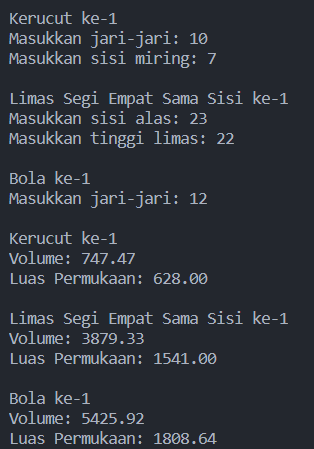 Kerucut ke-1
Masukkan jari-jari: 10
Masukkan sisi miring: 7
Limas Segi Empat Sama Sisi ke-1
Masukkan sisi alas: 23
Masukkan tinggi limas: 22
Bola ke-1
Masukkan jari-jari: 12
Kerucut ke-1
Volume: 747.47
Luas Permukaan: 628.00
Limas Segi Empat Sama Sisi ke-1
Volume: 3879.33
Luas Permukaan: 1541.00
Bola ke-1
Volume: 5425.92
Luas Permukaan: 1808.64